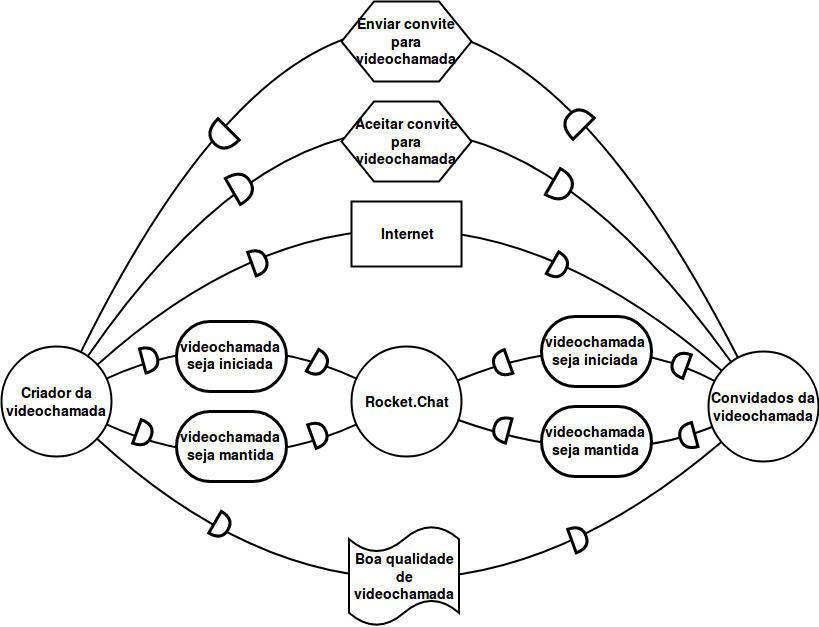 Enviar convite
para
videochamada
Aceitar convite
para
videochamada
Internet
videochamada
seja iniciada
videochamada
seja iniciada
Criador da
videochamada
Rocket.Chat
Convidados da
videochamada
videochamada
seja mantida
videochamada
seja mantida
Boa qualidade
de
videochamada